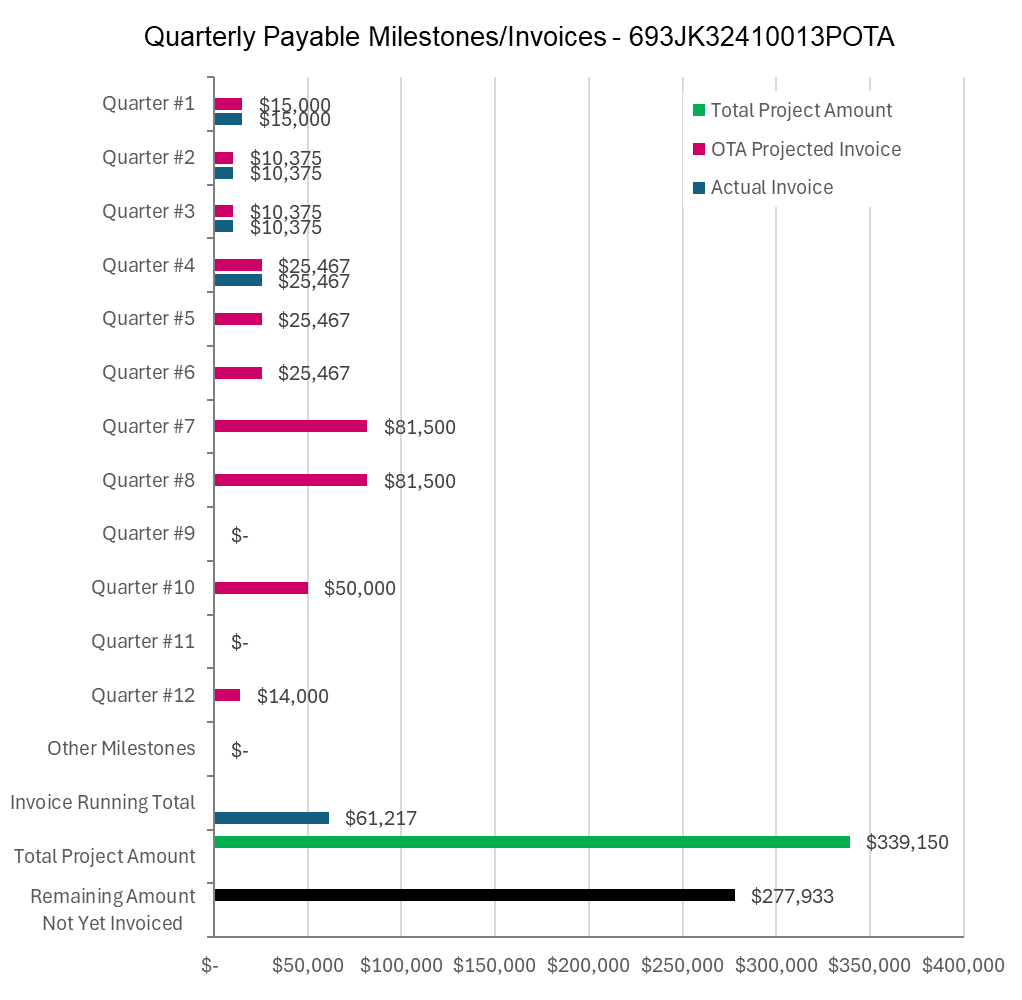 Quarterly Payable Milestones/Invoices - 693JK32410013POTA
Total Project Amount
OTA Projected Invoice
Actual Invoice
Quarter #1
$15,000
$15,000
Quarter #2
$10,375
$10,375
Quarter #3
$10,375
$10,375
Quarter #4
$25,467
$25,467
Quarter #5
$25,467
Quarter #6
$25,467
Quarter #7
$81,500
Quarter #8
$81,500
Quarter #9
$-
Quarter #10
$50,000
Quarter #11
$-
Quarter #12
$14,000
Other Milestones
$-
Invoice Running Total
$61,217
Total Project Amount
$339,150
Remaining Amount
Not Yet Invoiced
$277,933
$- $50,000 $100,000 $150,000 $200,000 $250,000 $300,000 $350,000 $400,000